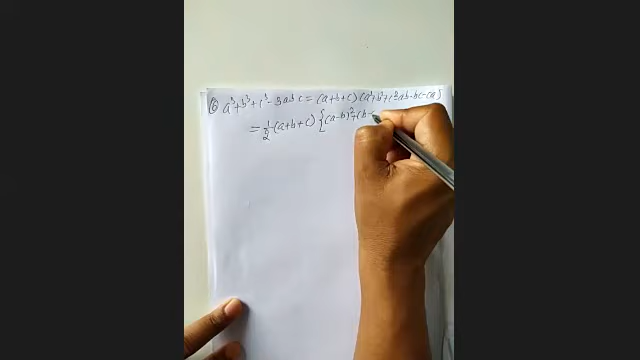 ⑥ a³+b³+c³-3abc = (a+b+c) (a²+b²+c²-ab-bc-ca)
= 1/2 (a+b+c) {(a-b)²+(b-